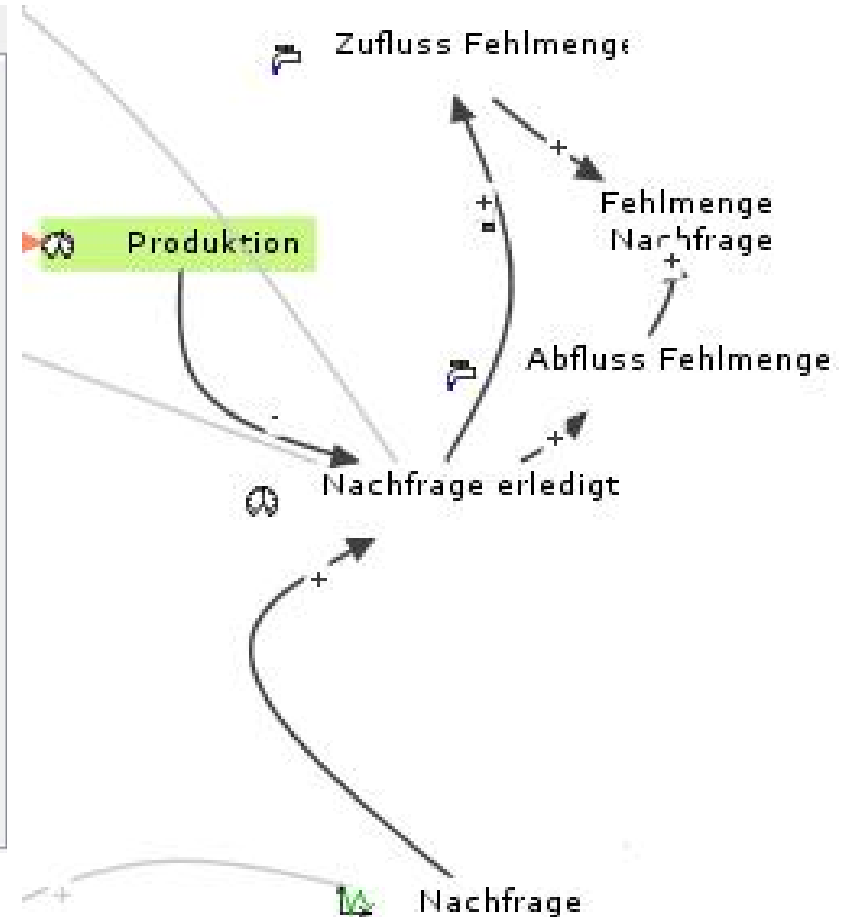 Zufluss Fehlmenge
+
Fehlmenge
Nachfrage
+
-
Produktion
+
-
Abfluss Fehlmenge
-
+
Nachfrage erledigt
+
+
Nachfrage